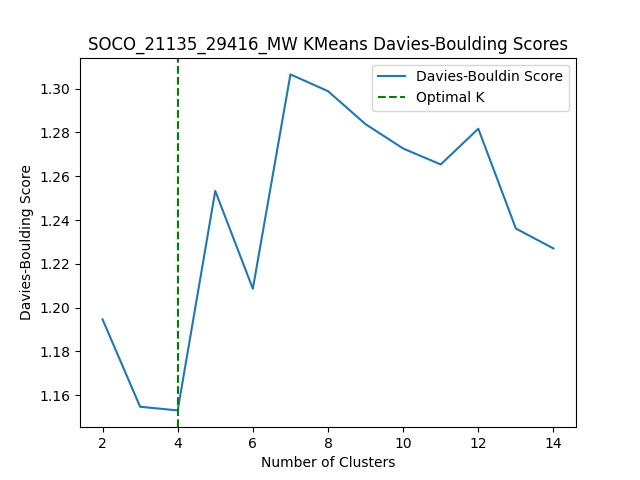 SOCO_21135_29416_MW KMeans Davies-Boulding Scores
Davies-Bouldin Score
Optimal K
Davies-Boulding Score
1.30
1.28
1.26
1.24
1.22
1.20
1.18
1.16
2 4 6 8 10 12 14
Number of Clusters